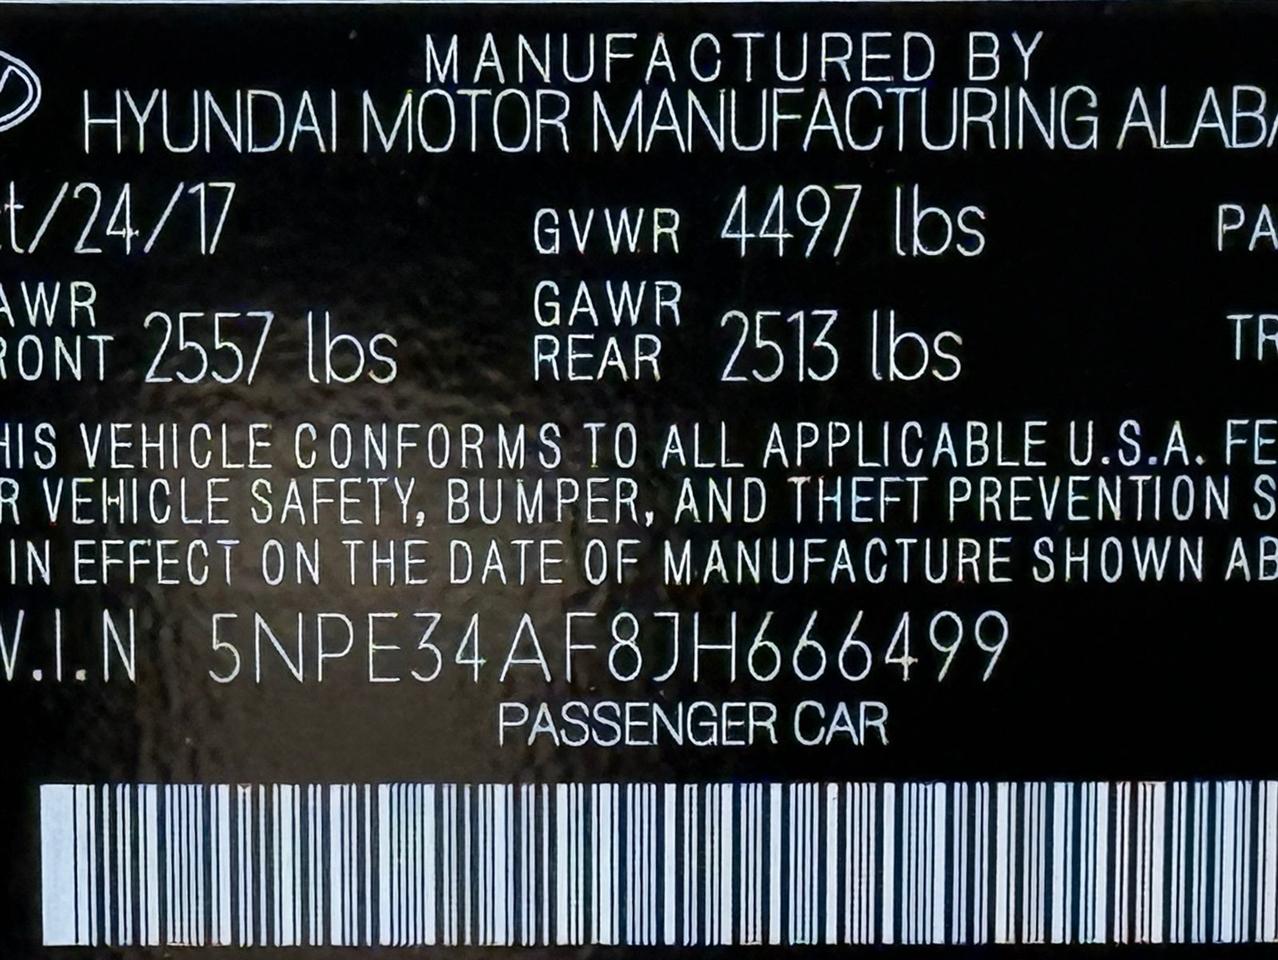 MANUFACTURED BY
HYUNDAI MOTOR MANUFACTURING ALABA
ct/24/17 GVWR 4497 lbs PA
AWR FRONT 2557 lbs GAWR REAR 2513 lbs TR
HIS VEHICLE CONFORMS TO ALL APPLICABLE U.S.A. FE
R VEHICLE SAFETY, BUMPER, AND THEFT PREVENTION S
IN EFFECT ON THE DATE OF MANUFACTURE SHOWN AB
V.I.N 5NPE34AF8JH666499
PASSENGER CAR